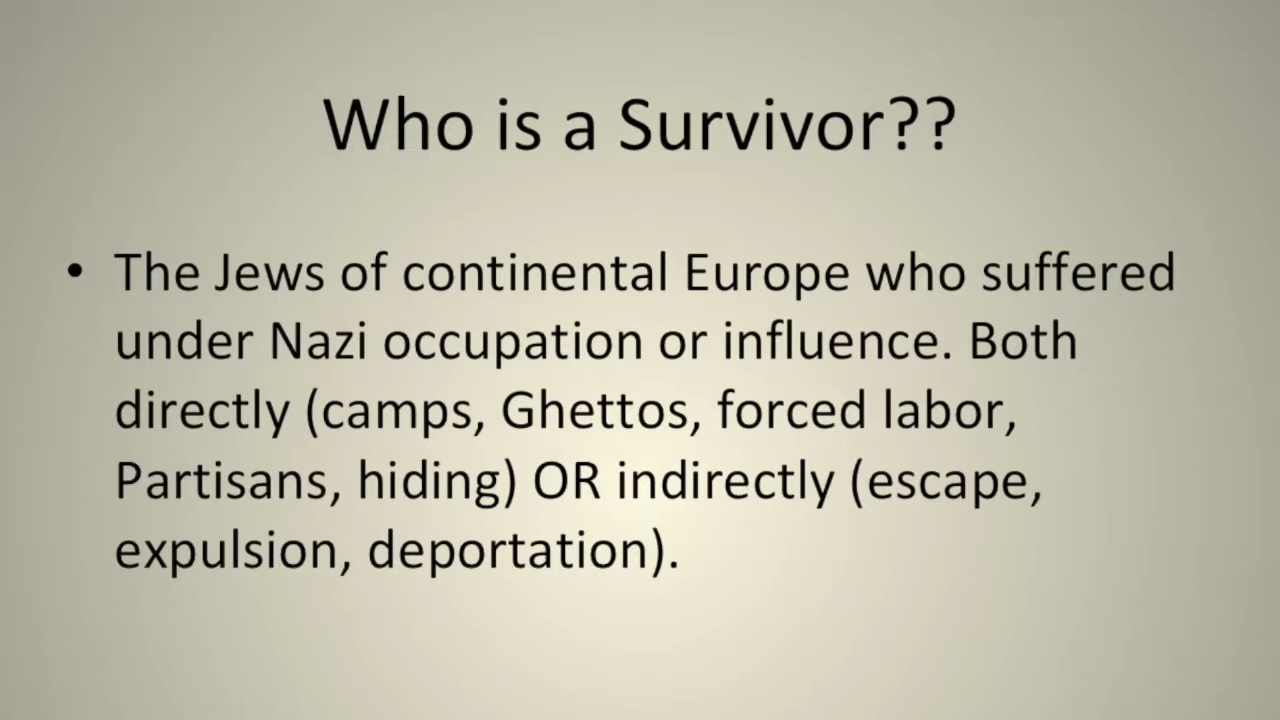 Who is a Survivor??
• The Jews of continental Europe who suffered
under Nazi occupation or influence. Both
directly (camps, Ghettos, forced labor,
Partisans, hiding) OR indirectly (escape,
expulsion, deportation).